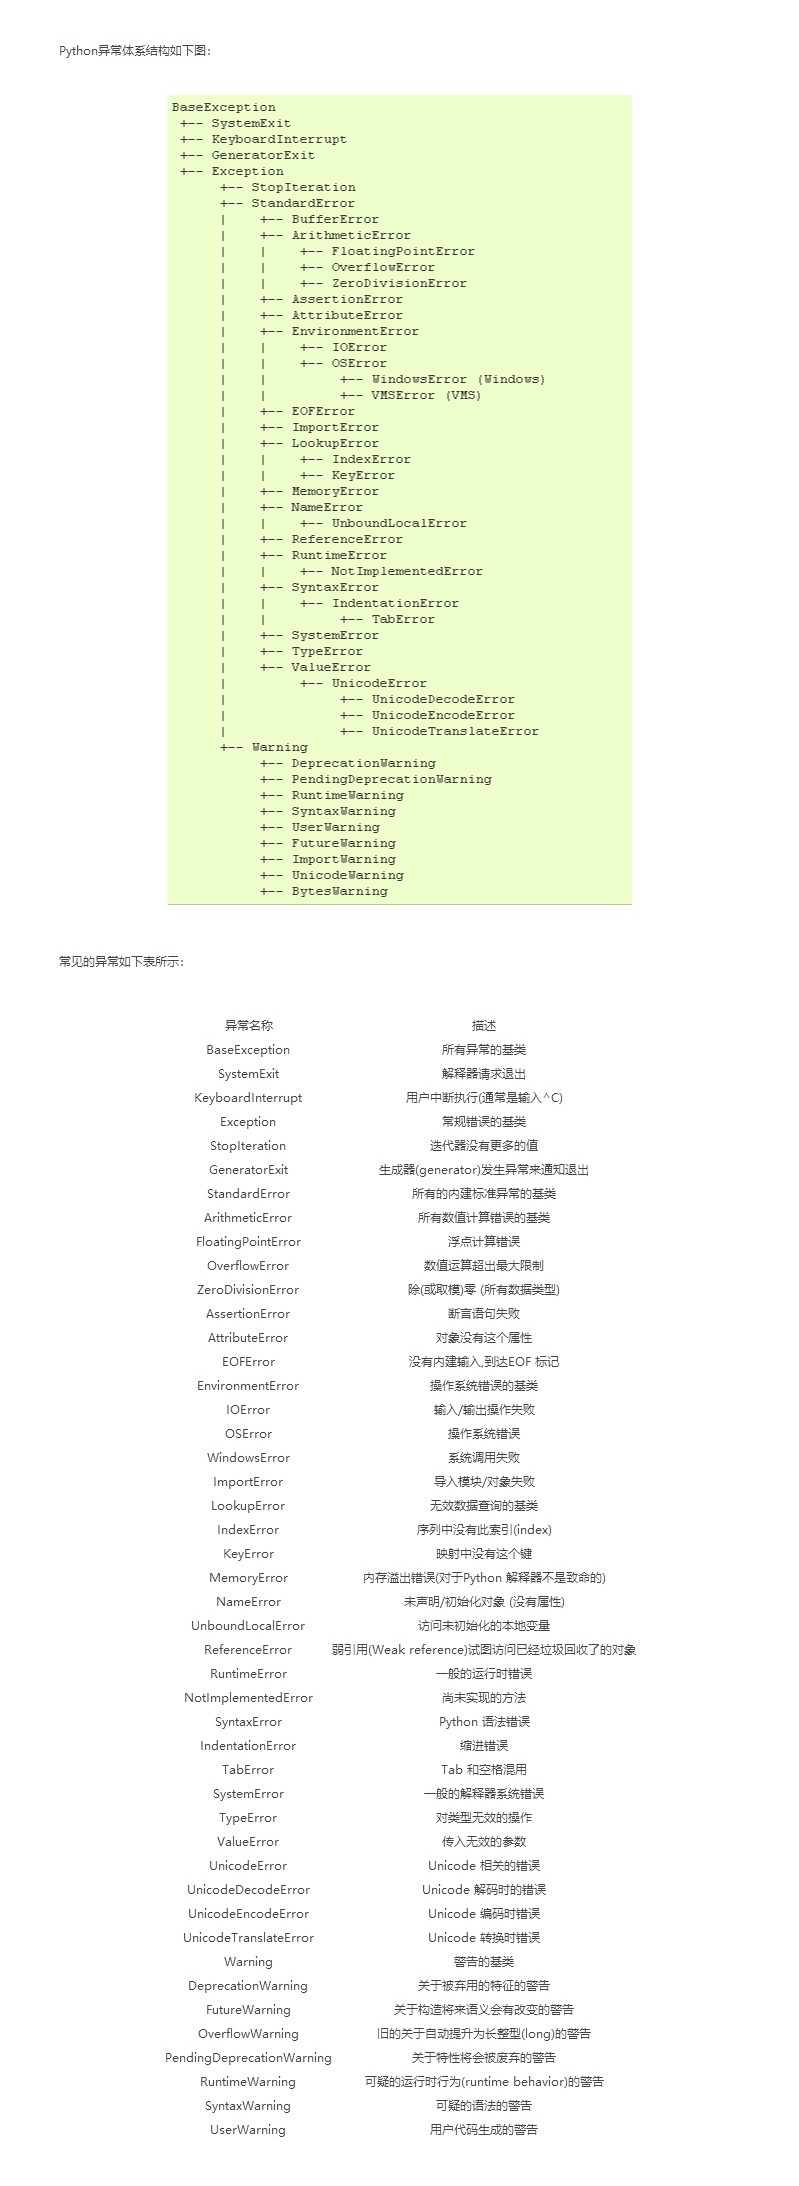 Python异常体系结构如下图：
BaseException
 +-- SystemExit
 +-- KeyboardInterrupt
 +-- GeneratorExit
 +-- Exception
      +-- StopIteration
      +-- StandardError
      |    +-- BufferError
      |    +-- ArithmeticError
      |    |    +-- FloatingPointError
      |    |    +-- OverflowError
      |    |    +-- ZeroDivisionError
      |    +-- AssertionError
      |    +-- AttributeError
      |    +-- EnvironmentError
      |    |    +-- IOError
      |    |    +-- OSError
      |    |         +-- WindowsError (Windows)
      |    |         +-- VMSError (VMS)
      |    +-- EOFError
      |    +-- ImportError
      |    +-- LookupError
      |    |    +-- IndexError
      |    |    +-- KeyError
      |    +-- MemoryError
      |    +-- NameError
      |    |    +-- UnboundLocalError
      |    +-- ReferenceError
      |    +-- RuntimeError
      |    |    +-- NotImplementedError
      |    +-- SyntaxError
      |    |    +-- IndentationError
      |    |         +-- TabError
      |    +-- SystemError
      |    +-- TypeError
      |    +-- ValueError
      |         +-- UnicodeError
      |              +-- UnicodeDecodeError
      |              +-- UnicodeEncodeError
      |              +-- UnicodeTranslateError
      +-- Warning
           +-- DeprecationWarning
           +-- PendingDeprecationWarning
           +-- RuntimeWarning
           +-- SyntaxWarning
           +-- UserWarning
           +-- FutureWarning
           +-- ImportWarning
           +-- UnicodeWarning
           +-- BytesWarning
常见的异常如下表所示：
异常名称 描述
BaseException 所有异常的基类
SystemExit 解释器请求退出
KeyboardInterrupt 用户中断执行(通常是输入^C)
Exception 常规错误的基类
StopIteration 迭代器没有更多的值
GeneratorExit 生成器(generator)发生异常来通知退出
StandardError 所有的内建标准异常的基类
ArithmeticError 所有数值计算错误的基类
FloatingPointError 浮点计算错误
OverflowError 数值运算超出最大限制
ZeroDivisionError 除(或取模)零 (所有数据类型)
AssertionError 断言语句失败
AttributeError 对象没有这个属性
EOFError 没有内建输入,到达EOF 标记
EnvironmentError 操作系统错误的基类
IOError 输入/输出操作失败
OSError 操作系统错误
WindowsError 系统调用失败
ImportError 导入模块/对象失败
LookupError 无效数据查询的基类
IndexError 序列中没有此索引(index)
KeyError 映射中没有这个键
MemoryError 内存溢出错误(对于Python 解释器不是致命的)
NameError 未声明/初始化对象 (没有属性)
UnboundLocalError 访问未初始化的本地变量
ReferenceError 弱引用(Weak reference)试图访问已经垃圾回收了的对象
RuntimeError 一般的运行时错误
NotImplementedError 尚未实现的方法
SyntaxError Python 语法错误
IndentationError 缩进错误
TabError Tab 和空格混用
SystemError 一般的解释器系统错误
TypeError 对类型无效的操作
ValueError 传入无效的参数
UnicodeError Unicode 相关的错误
UnicodeDecodeError Unicode 解码时的错误
UnicodeEncodeError Unicode 编码时错误
UnicodeTranslateError Unicode 转换时错误
Warning 警告的基类
DeprecationWarning 关于被弃用的特征的警告
FutureWarning 关于构造将来语义会有改变的警告
OverflowWarning 旧的关于自动提升为长整型(long)的警告
PendingDeprecationWarning 关于特性将会被废弃的警告
RuntimeWarning 可疑的运行时行为(runtime behavior)的警告
SyntaxWarning 可疑的语法的警告
UserWarning 用户代码生成的警告